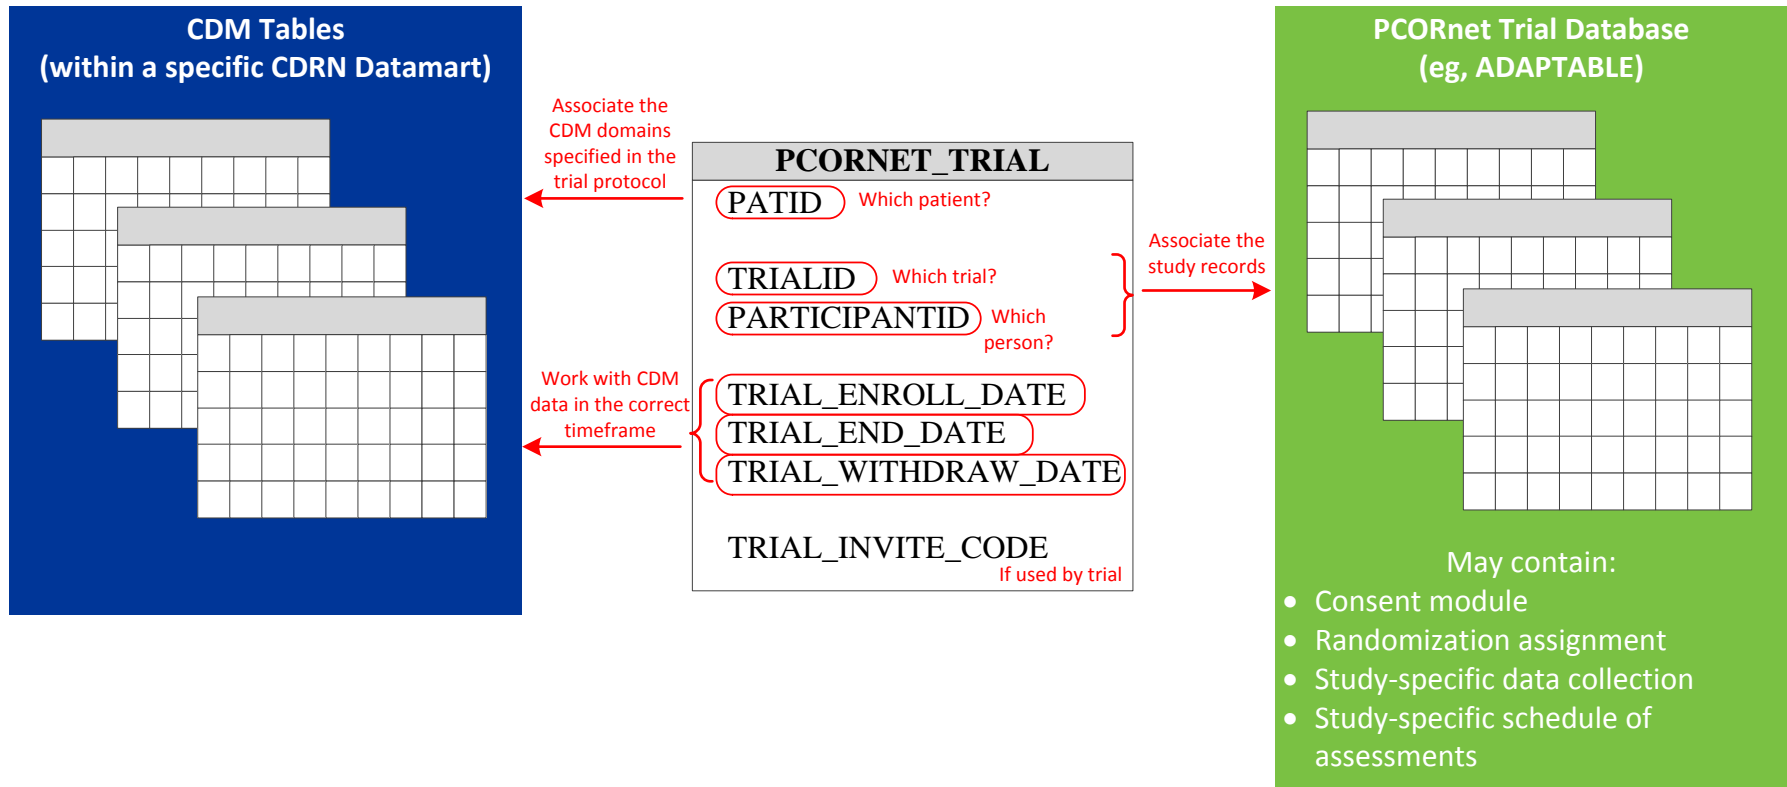 CDM Tables
(within a specific CDRN Datamart)
Associate the
CDM domains
specified in the
trial protocol
Work with CDM
data in the correct
timeframe
PCORNET_TRIAL
PATID Which patient?
TRIALID Which trial?
PARTICIPANTID Which
person?
TRIAL_ENROLL_DATE
TRIAL_END_DATE
TRIAL_WITHDRAW_DATE
TRIAL_INVITE_CODE
If used by trial
Associate the
study records
PCORnet Trial Database
(eg, ADAPTABLE)
May contain:
• Consent module
• Randomization assignment
• Study-specific data collection
• Study-specific schedule of
assessments